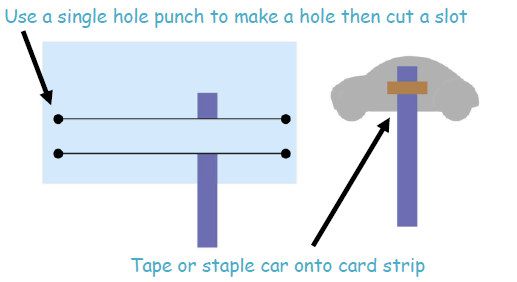 Use a single hole punch to make a hole then cut a slot
Tape or staple car onto card strip